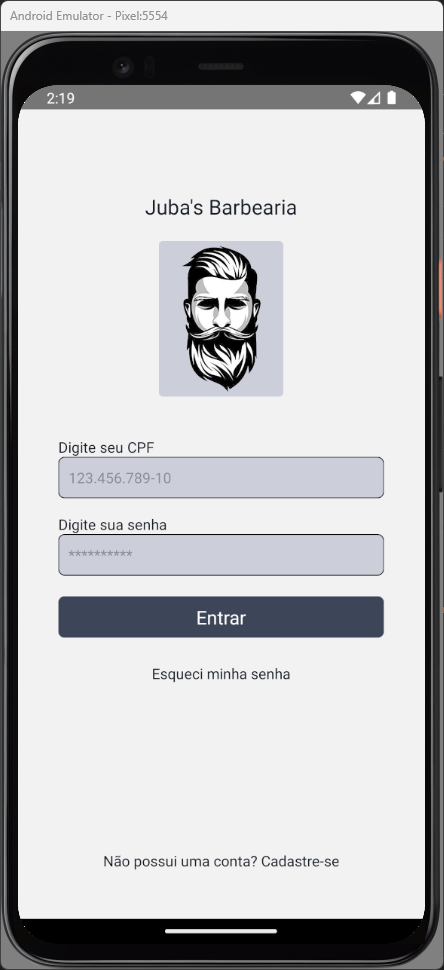 Android Emulator - Pixel:5554
2:19
Juba's Barbearia
Digite seu CPF
123.456.789-10
Digite sua senha
**********
Entrar
Esqueci minha senha
Não possui uma conta? Cadastre-se